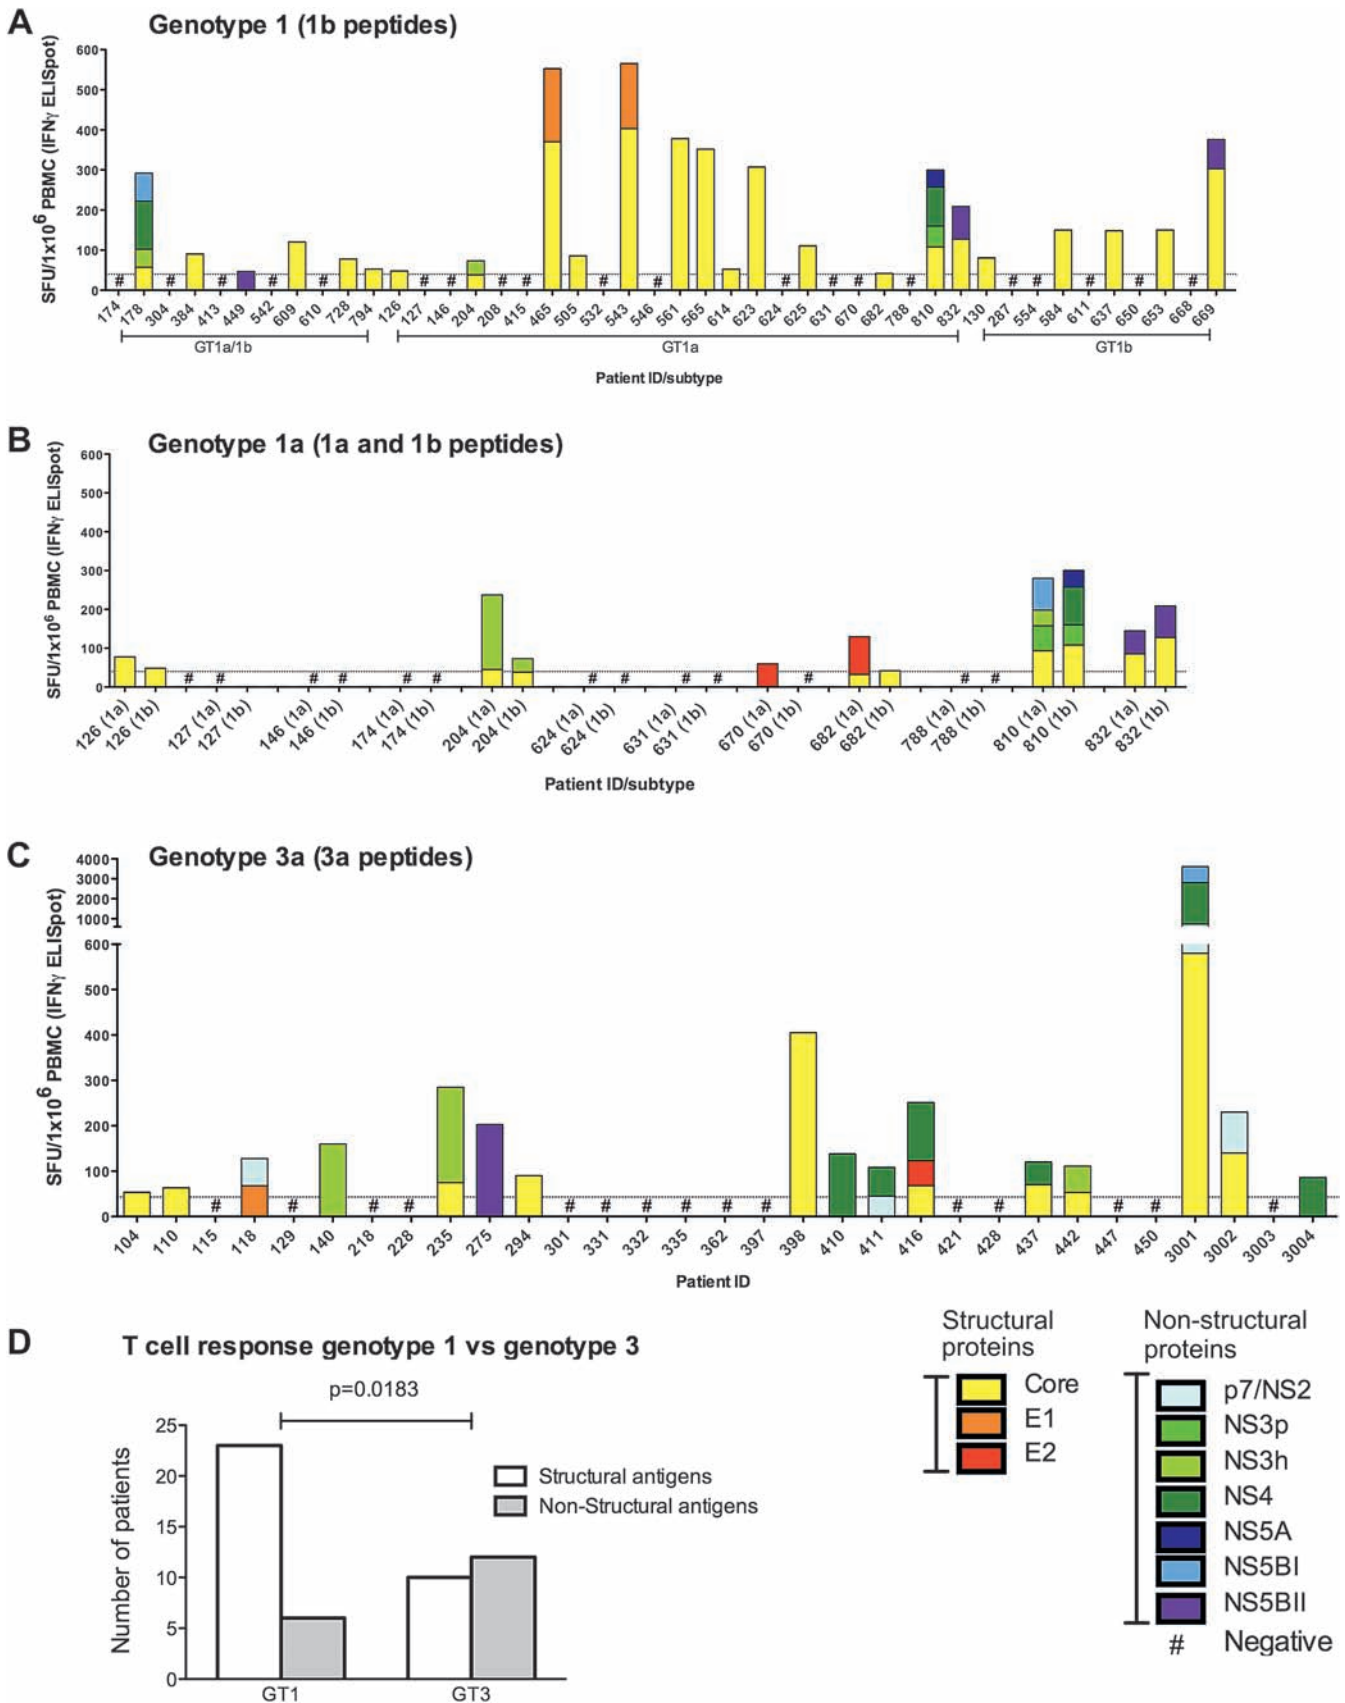 A
Genotype 1 (1b peptides)
SFU/1x10⁶ PBMC (IFNγ ELISpot)
600
500
400
300
200
100
0
# # # # # # # # # # # # # # # # # # # # #
174 178 304 384 413 449 542 609 610 728 794 126 127 146 204 208 415 465 505 532 543 546 561 565 614 623 624 625 631 670 682 788 810 832 130 287 554 584 611 637 650 653 668 669
GT1a/1b GT1a GT1b
Patient ID/subtype
B
Genotype 1a (1a and 1b peptides)
SFU/1x10⁶ PBMC (IFNγ ELISpot)
600
500
400
300
200
100
0
# # # # # # # # # # # # #
126 (1a) 126 (1b) 127 (1a) 127 (1b) 146 (1a) 146 (1b) 174 (1a) 174 (1b) 204 (1a) 204 (1b) 624 (1a) 624 (1b) 631 (1a) 631 (1b) 670 (1a) 670 (1b) 682 (1a) 682 (1b) 788 (1a) 788 (1b) 810 (1a) 810 (1b) 832 (1a) 832 (1b)
Patient ID/subtype
C
Genotype 3a (3a peptides)
SFU/1x10⁶ PBMC (IFNγ ELISpot)
4000
3000
2000
1000
600
500
400
300
200
100
0
# # # # # # # # # # # # # # #
104 110 115 118 129 140 218 228 235 275 294 301 331 332 335 362 397 398 410 411 416 421 428 437 442 447 450 3001 3002 3003 3004
Patient ID
D
T cell response genotype 1 vs genotype 3
p=0.0183
Number of patients
25
20
15
10
5
0
GT1 GT3
Structural antigens
Non-Structural antigens
Structural
proteins
Core
E1
E2
Non-structural
proteins
p7/NS2
NS3p
NS3h
NS4
NS5A
NS5BI
NS5BII
# Negative